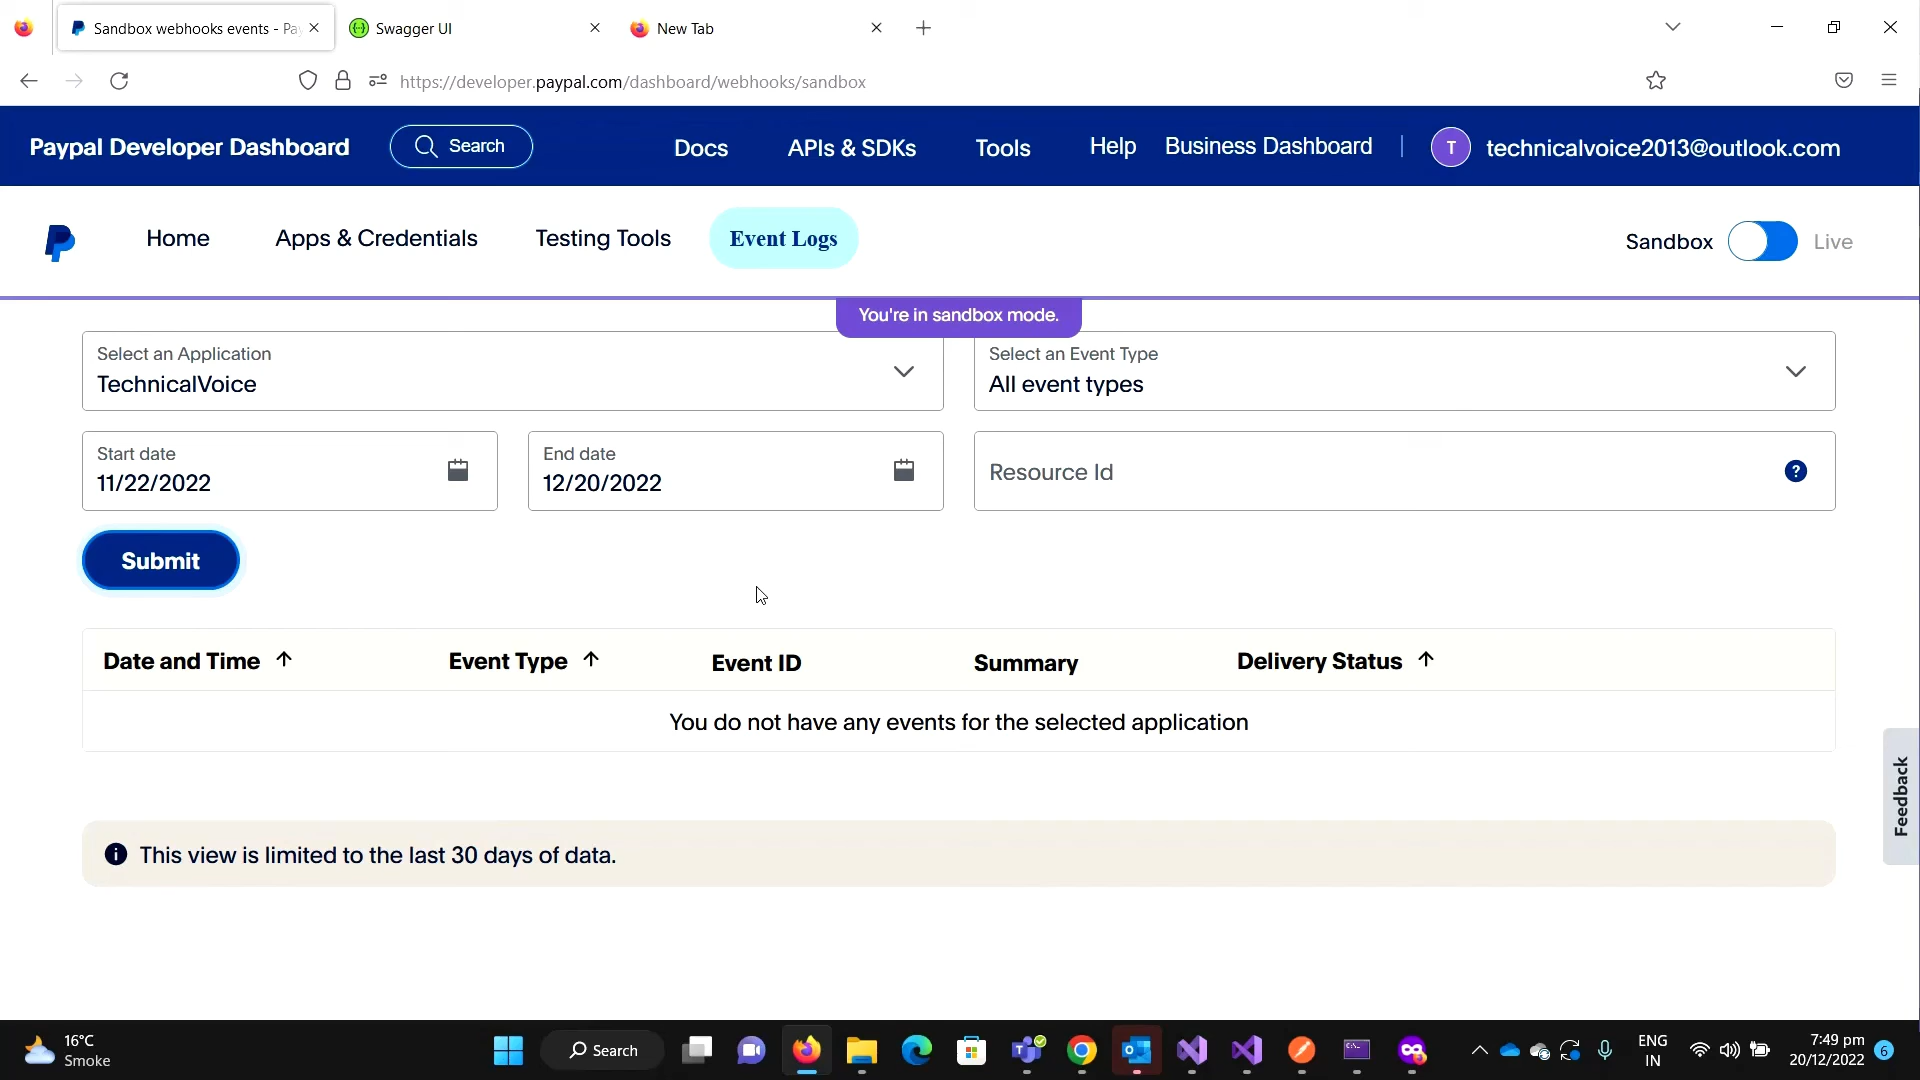 Sandbox webhooks events - Pay
Swagger UI
New Tab
https://developer.paypal.com/dashboard/webhooks/sandbox
Paypal Developer Dashboard
Search
Docs
APIs & SDKs
Tools
Help
Business Dashboard
T
technicalvoice2013@outlook.com
Home
Apps & Credentials
Testing Tools
Event Logs
Sandbox
Live
You're in sandbox mode.
Select an Application
TechnicalVoice
Select an Event Type
All event types
Start date
11/22/2022
End date
12/20/2022
Resource Id
?
Submit
Date and Time
Event Type
Event ID
Summary
Delivery Status
You do not have any events for the selected application
Feedback
This view is limited to the last 30 days of data.
16°C
Smoke
Search
ENG
IN
7:49 pm
20/12/2022
6